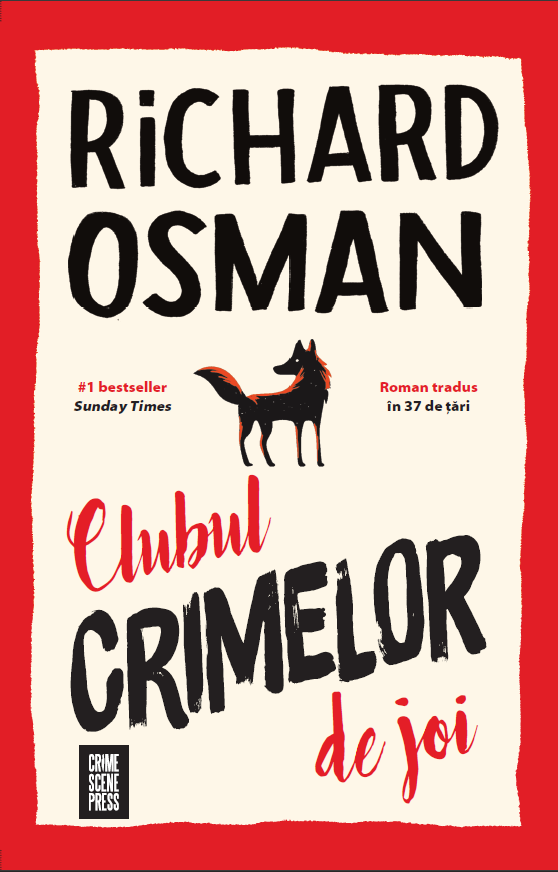 RiCHARD
OSMAN
#1 bestseller
Sunday Times
Roman tradus
în 37 de țări
Clubul
CRIMELOR
de joi
CRIME
SCENE
PRESS